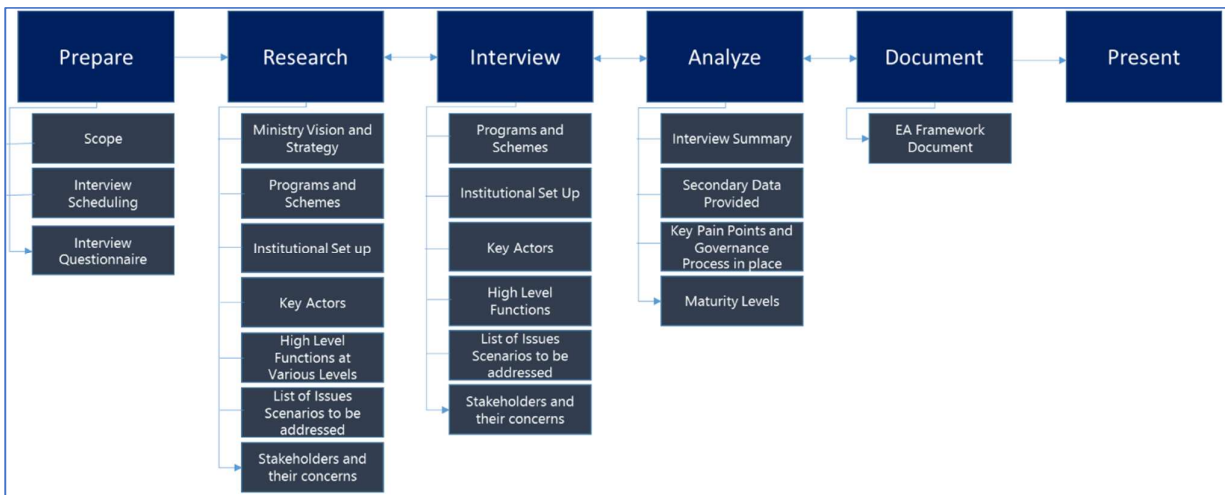 Prepare
Research
Interview
Analyze
Document
Present
Scope
Interview
Scheduling
Interview
Questionnaire
Ministry Vision and
Strategy
Programs and
Schemes
Institutional Set up
Key Actors
High Level
Functions at
Various Levels
List of Issues
Scenarios to be
addressed
Stakeholders and
their concerns
Programs and
Schemes
Institutional Set Up
Key Actors
High Level
Functions
List of Issues
Scenarios to be
addressed
Stakeholders and
their concerns
Interview Summary
Secondary Data
Provided
Key Pain Points and
Governance
Process in place
Maturity Levels
EA Framework
Document